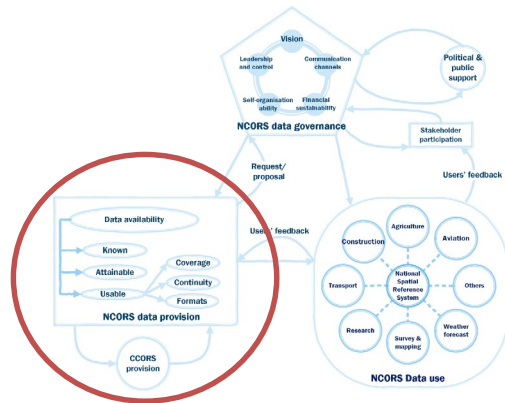 Vision
Leadership
and control
Communication
channels
Self-organisation
ability
Financial
sustainability
NCORS data governance
Political &
public
support
Stakeholder
participation
Request/
proposal
Users' feedback
Users' feedback
Data availability
Known
Attainable
Usable
Coverage
Continuity
Formats
NCORS data provision
CCORS
provision
Agriculture
Construction
Aviation
National
Spatial
Reference
System
Transport
Others
Research
Survey &
mapping
Weather
forecast
NCORS Data use